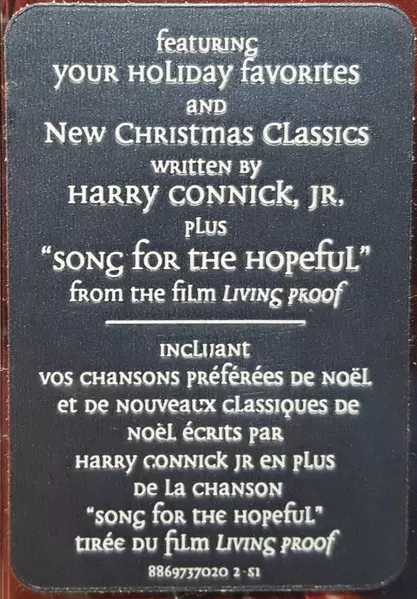 featuring
your Holiday favorites
and
New Christmas Classics
written by
Harry Connick, Jr.
plus
"Song for the Hopeful"
from the film Living Proof
incluant
vos chansons préférées de Noël
et de nouveaux classiques de
Noël écrits par
Harry Connick Jr en plus
de la chanson
"Song for the Hopeful"
tirée du film Living Proof
8869737020 2-S1